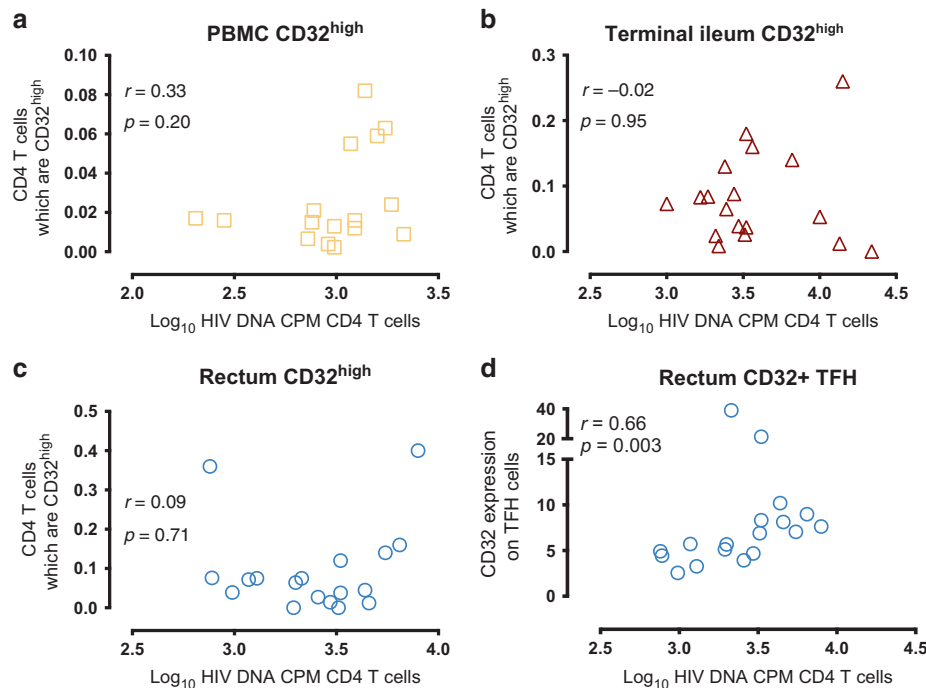 a
PBMC CD32high
CD4 T cells
which are CD32high
0.10
0.08
0.06
0.04
0.02
0.00
r = 0.33
p = 0.20
2.0 2.5 3.0 3.5
Log10 HIV DNA CPM CD4 T cells
b
Terminal ileum CD32high
CD4 T cells
which are CD32high
0.3
0.2
0.1
0.0
r = –0.02
p = 0.95
2.5 3.0 3.5 4.0 4.5
Log10 HIV DNA CPM CD4 T cells
c
Rectum CD32high
CD4 T cells
which are CD32high
0.5
0.4
0.3
0.2
0.1
0.0
r = 0.09
p = 0.71
2.5 3.0 3.5 4.0
Log10 HIV DNA CPM CD4 T cells
d
Rectum CD32+ TFH
CD32 expression
on TFH cells
40
20
15
10
5
0
r = 0.66
p = 0.003
2.5 3.0 3.5 4.0 4.5
Log10 HIV DNA CPM CD4 T cells